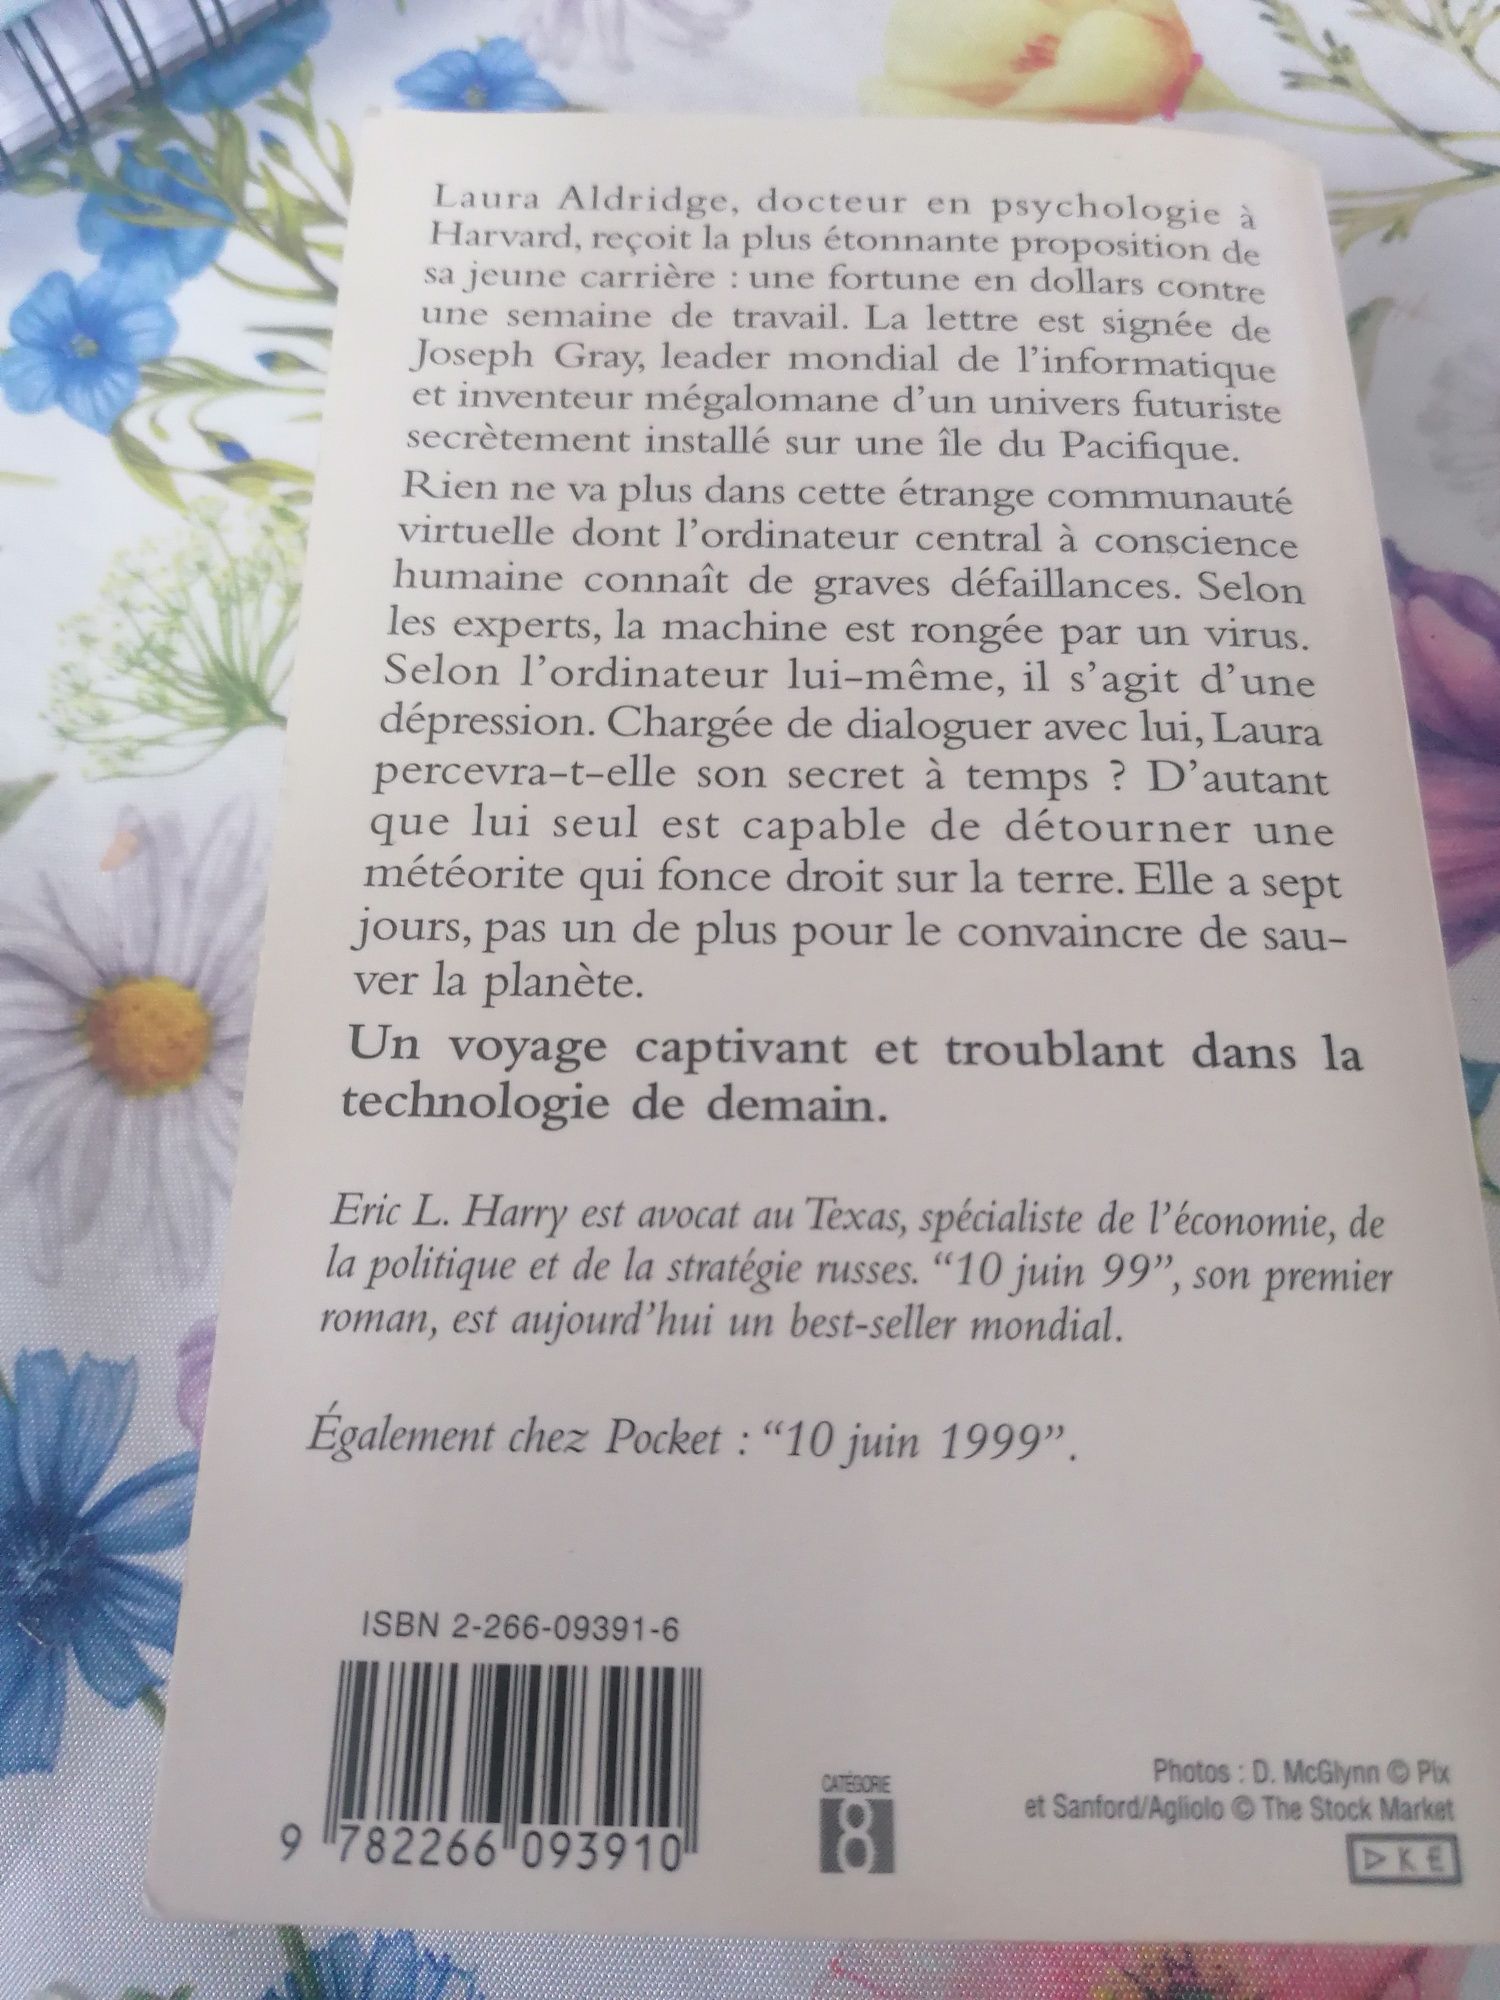 Laura Aldridge, docteur en psychologie à
Harvard, reçoit la plus étonnante proposition de
sa jeune carrière : une fortune en dollars contre
une semaine de travail. La lettre est signée de
Joseph Gray, leader mondial de l'informatique
et inventeur mégalomane d'un univers futuriste
secrètement installé sur une île du Pacifique.
Rien ne va plus dans cette étrange communauté
virtuelle dont l'ordinateur central à conscience
humaine connaît de graves défaillances. Selon
les experts, la machine est rongée par un virus.
Selon l'ordinateur lui-même, il s'agit d'une
dépression. Chargée de dialoguer avec lui, Laura
percevra-t-elle son secret à temps ? D'autant
que lui seul est capable de détourner une
météorite qui fonce droit sur la terre. Elle a sept
jours, pas un de plus pour le convaincre de sau-
ver la planète.
Un voyage captivant et troublant dans la
technologie de demain.
Eric L. Harry est avocat au Texas, spécialiste de l'économie, de
la politique et de la stratégie russes. “10 juin 99”, son premier
roman, est aujourd'hui un best-seller mondial.
Également chez Pocket : “10 juin 1999”.
ISBN 2-266-09391-6
9 782266 093910
CATÉGORIE
8
Photos : D. McGlynn © Pix
et Sanford/Agliolo © The Stock Market
DKE